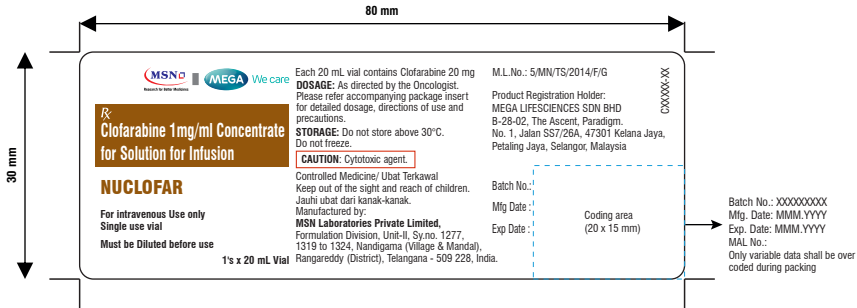 80 mm
30 mm
MSN
Research for Better Medicines
MEGA We care
Rx
Clofarabine 1mg/ml Concentrate
for Solution for Infusion
NUCLOFAR
For intravenous Use only
Single use vial
Must be Diluted before use
1's x 20 mL Vial
Each 20 mL vial contains Clofarabine 20 mg
DOSAGE: As directed by the Oncologist.
Please refer accompanying package insert
for detailed dosage, directions of use and
precautions.
STORAGE: Do not store above 30°C.
Do not freeze.
CAUTION: Cytotoxic agent.
Controlled Medicine/ Ubat Terkawal
Keep out of the sight and reach of children.
Jauhi ubat dari kanak-kanak.
Manufactured by:
MSN Laboratories Private Limited,
Formulation Division, Unit-II, Sy.no. 1277,
1319 to 1324, Nandigama (Village & Mandal),
Rangareddy (District), Telangana - 509 228, India.
M.L.No.: 5/MN/TS/2014/F/G
Product Registration Holder:
MEGA LIFESCIENCES SDN BHD
B-28-02, The Ascent, Paradigm.
No. 1, Jalan SS7/26A, 47301 Kelana Jaya,
Petaling Jaya, Selangor, Malaysia
CXXXXX-XX
Batch No.:
Mfg Date :
Exp Date :
Coding area
(20 x 15 mm)
Batch No.: XXXXXXXXX
Mfg. Date: MMM.YYYY
Exp. Date: MMM.YYYY
MAL No.:
Only variable data shall be over
coded during packing